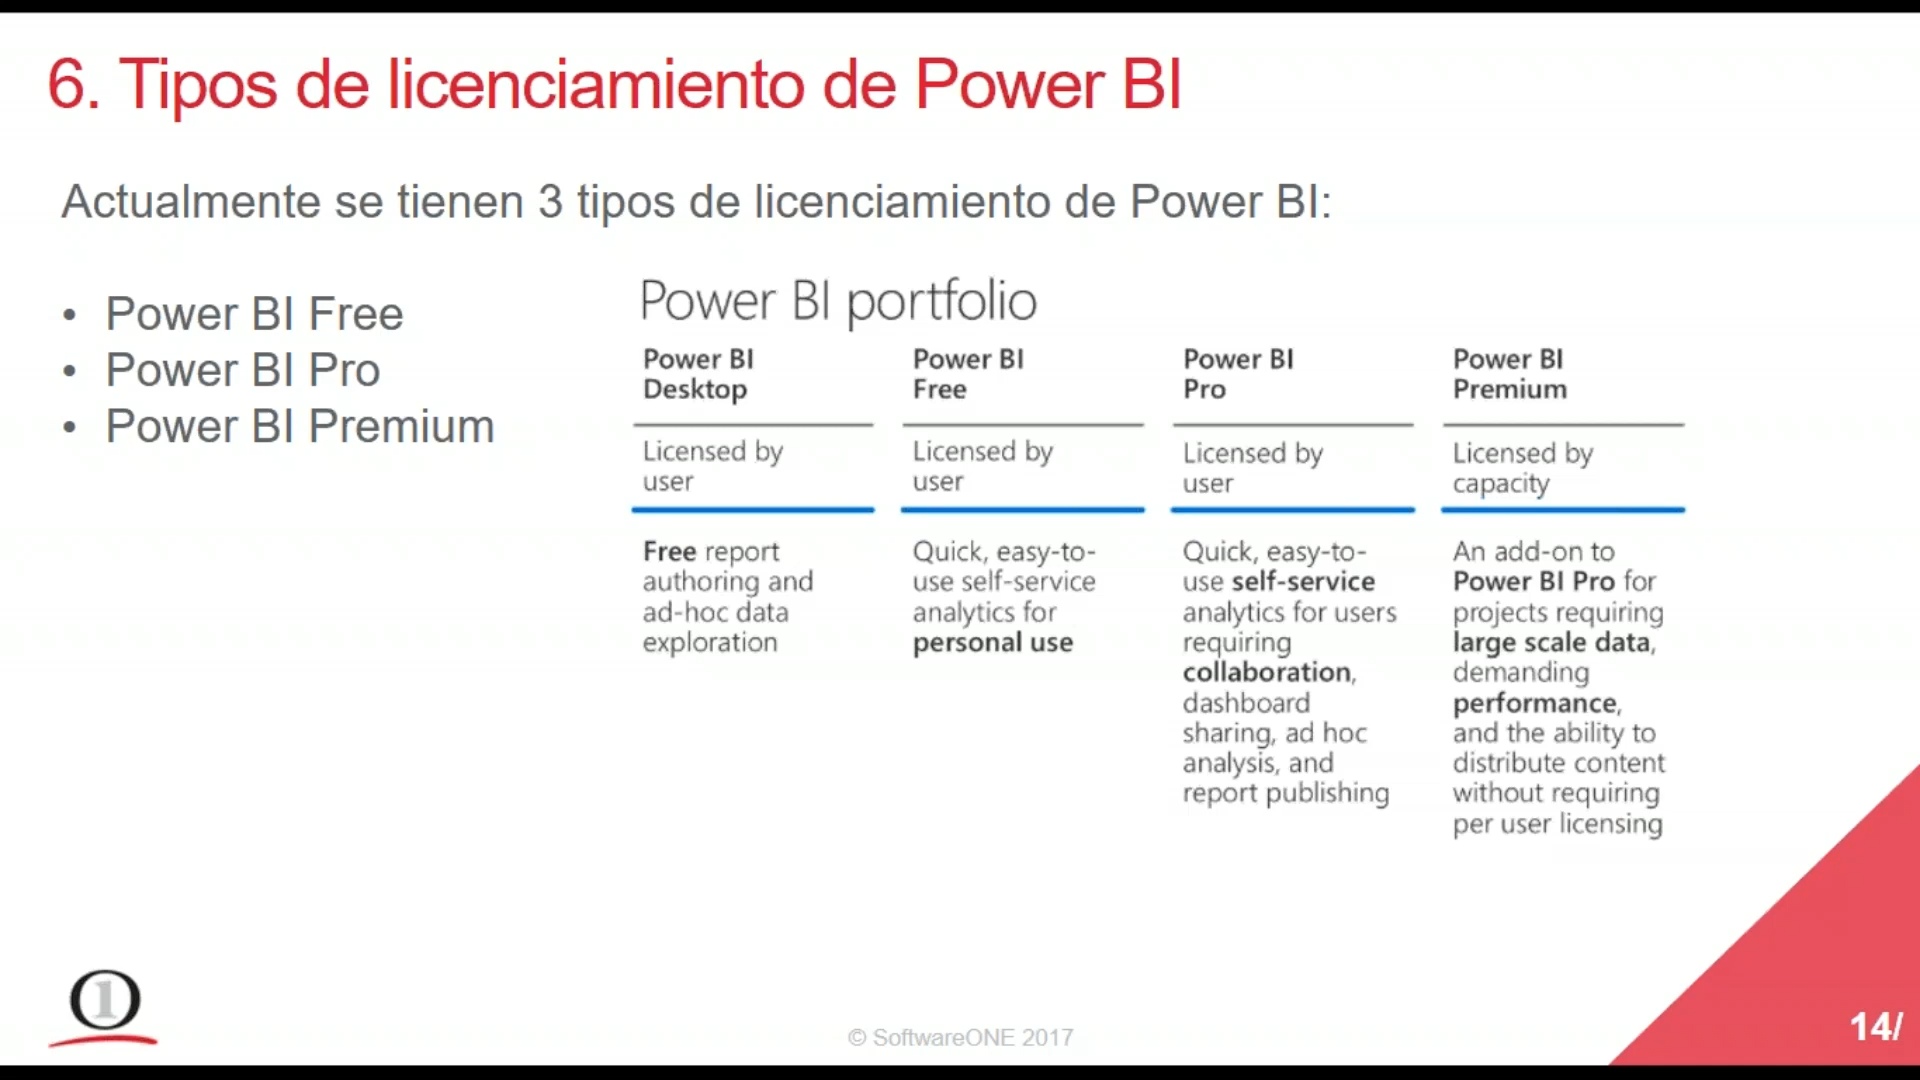 6. Tipos de licenciamiento de Power BI
Actualmente se tienen 3 tipos de licenciamiento de Power BI:
• Power BI Free
• Power BI Pro
• Power BI Premium
Power BI portfolio
Power BI
Desktop
Licensed by
user
Free report
authoring and
ad-hoc data
exploration
Power BI
Free
Licensed by
user
Quick, easy-to-
use self-service
analytics for
personal use
Power BI
Pro
Licensed by
user
Quick, easy-to-
use self-service
analytics for users
requiring
collaboration,
dashboard
sharing, ad hoc
analysis, and
report publishing
Power BI
Premium
Licensed by
capacity
An add-on to
Power BI Pro for
projects requiring
large scale data,
demanding
performance,
and the ability to
distribute content
without requiring
per user licensing
1
© SoftwareONE 2017
14/